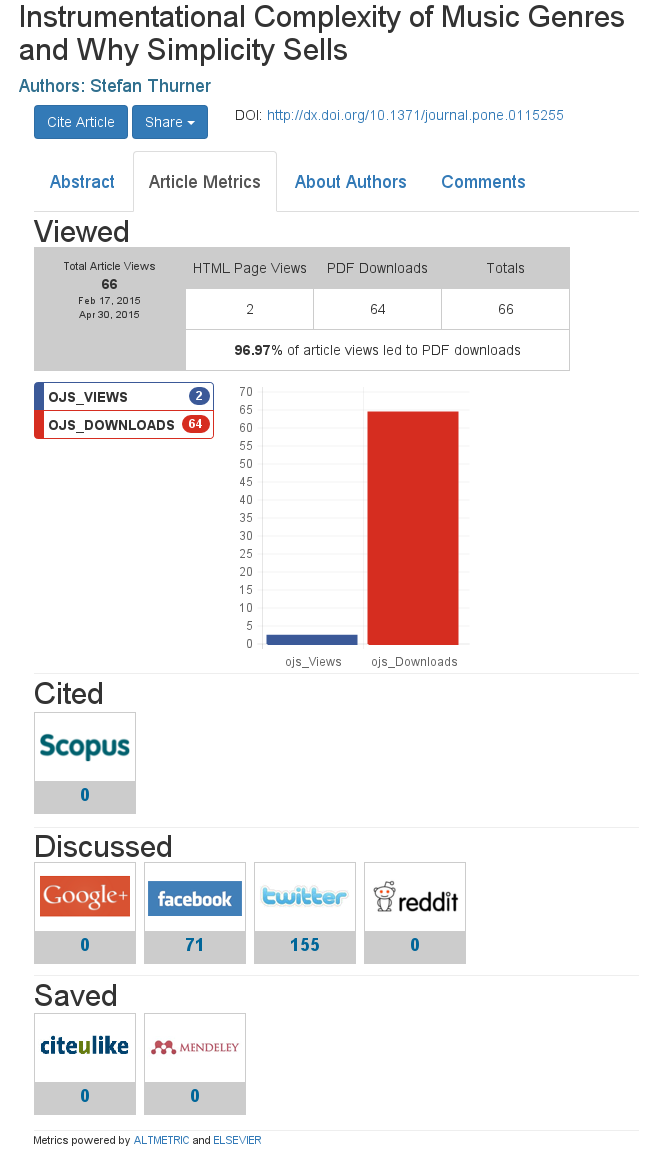 Instrumentational Complexity of Music Genres
and Why Simplicity Sells
Authors: Stefan Thurner
Cite Article
Share
DOI: http://dx.doi.org/10.1371/journal.pone.0115255
Abstract
Article Metrics
About Authors
Comments
Viewed
Total Article Views
66
Feb 17, 2015
Apr 30, 2015
HTML Page Views
PDF Downloads
Totals
2
64
66
96.97% of article views led to PDF downloads
OJS_VIEWS
2
OJS_DOWNLOADS
64
70
65
60
55
50
45
40
35
30
25
20
15
10
5
0
ojs_Views
ojs_Downloads
Cited
Scopus
0
Discussed
Google+
facebook
twitter
reddit
0
71
155
0
Saved
citeulike
MENDELEY
0
0
Metrics powered by ALTMETRIC and ELSEVIER